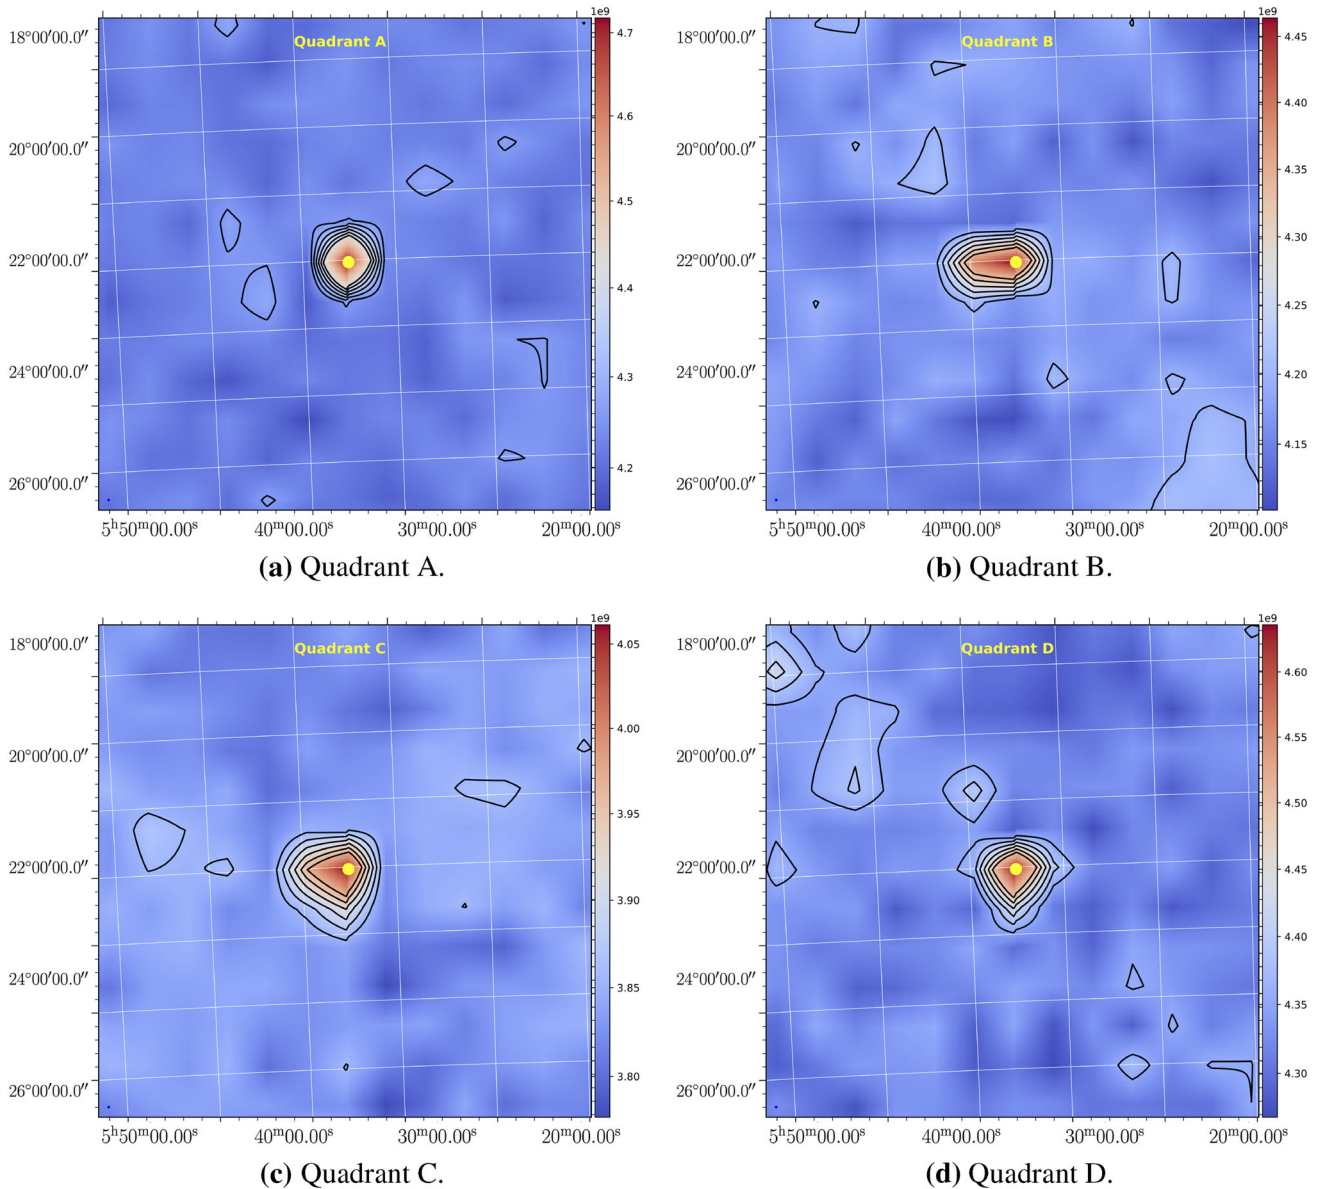 1e9
1e9
Quadrant A
Quadrant B
18°00′00.0″
20°00′00.0″
22°00′00.0″
24°00′00.0″
26°00′00.0″
4.7
4.6
4.5
4.4
4.3
4.2
5ʰ50ᵐ00.00ˢ 40ᵐ00.00ˢ 30ᵐ00.00ˢ 20ᵐ00.00ˢ
(a) Quadrant A.
18°00′00.0″
20°00′00.0″
22°00′00.0″
24°00′00.0″
26°00′00.0″
4.45
4.40
4.35
4.30
4.25
4.20
4.15
5ʰ50ᵐ00.00ˢ 40ᵐ00.00ˢ 30ᵐ00.00ˢ 20ᵐ00.00ˢ
(b) Quadrant B.
1e9
1e9
Quadrant C
Quadrant D
18°00′00.0″
20°00′00.0″
22°00′00.0″
24°00′00.0″
26°00′00.0″
4.05
4.00
3.95
3.90
3.85
3.80
5ʰ50ᵐ00.00ˢ 40ᵐ00.00ˢ 30ᵐ00.00ˢ 20ᵐ00.00ˢ
(c) Quadrant C.
18°00′00.0″
20°00′00.0″
22°00′00.0″
24°00′00.0″
26°00′00.0″
4.60
4.55
4.50
4.45
4.40
4.35
4.30
5ʰ50ᵐ00.00ˢ 40ᵐ00.00ˢ 30ᵐ00.00ˢ 20ᵐ00.00ˢ
(d) Quadrant D.